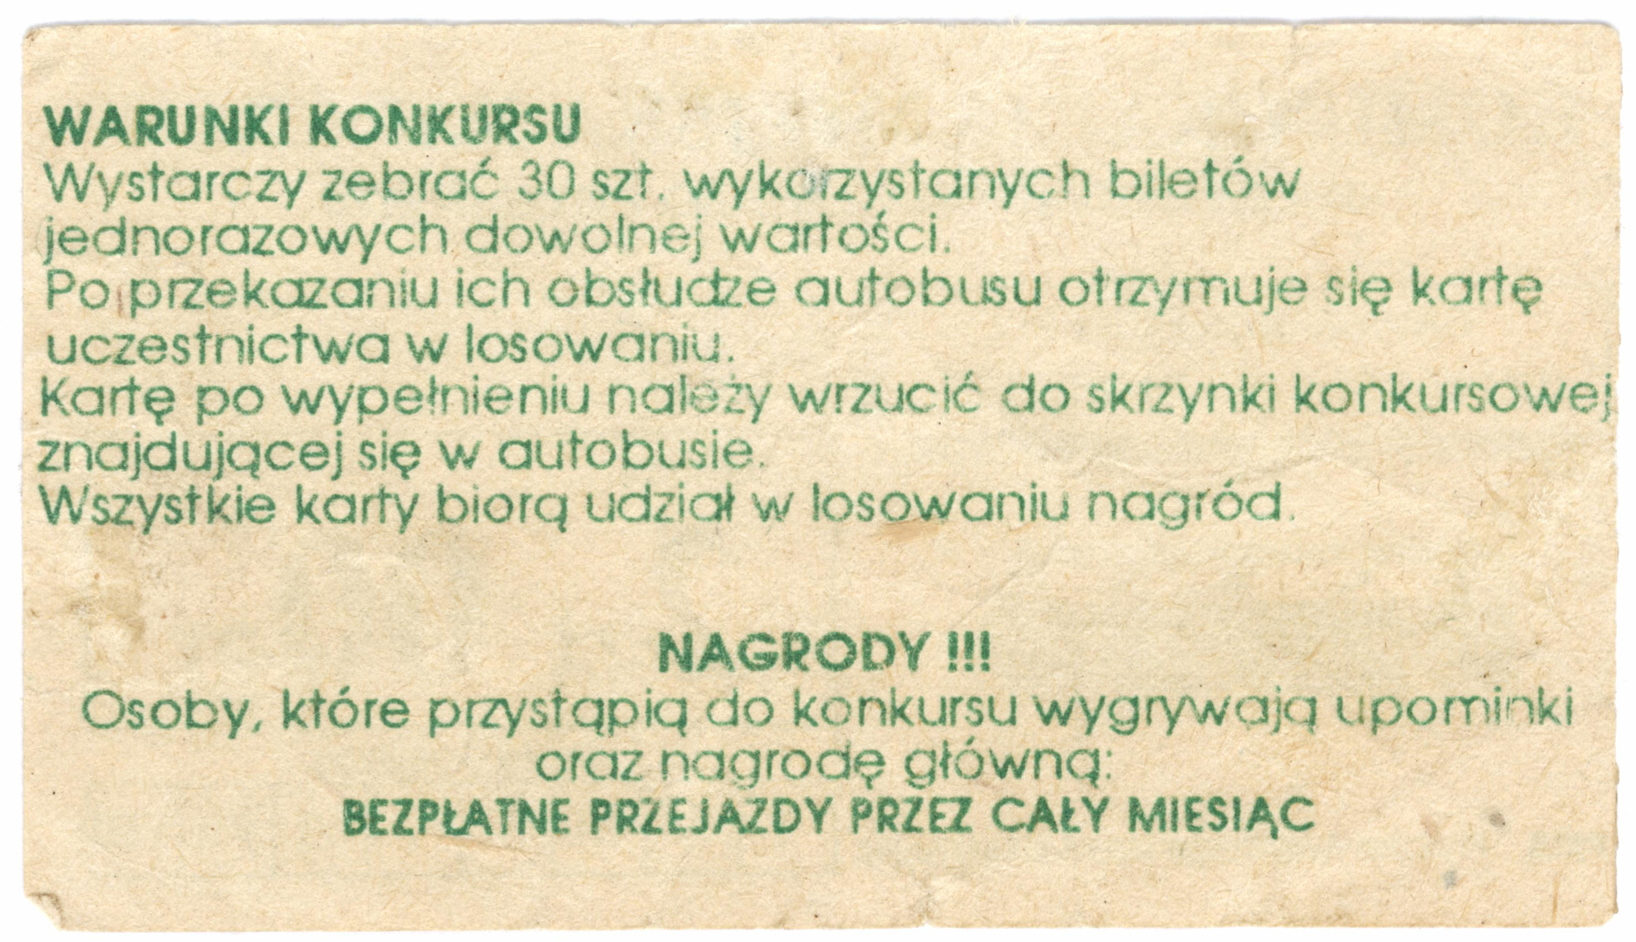 WARUNKI KONKURSU
Wystarczy zebrać 30 szt. wykorzystanych biletów
jednorazowych dowolnej wartości.
Po przekazaniu ich obsłudze autobusu otrzymuje się kartę
uczestnictwa w losowaniu.
Kartę po wypełnieniu należy wrzucić do skrzynki konkursowej
znajdującej się w autobusie.
Wszystkie karty biorą udział w losowaniu nagród.
NAGRODY !!!
Osoby, które przystąpią do konkursu wygrywają upominki
oraz nagrodę główną:
BEZPŁATNE PRZEJAZDY PRZEZ CAŁY MIESIĄC